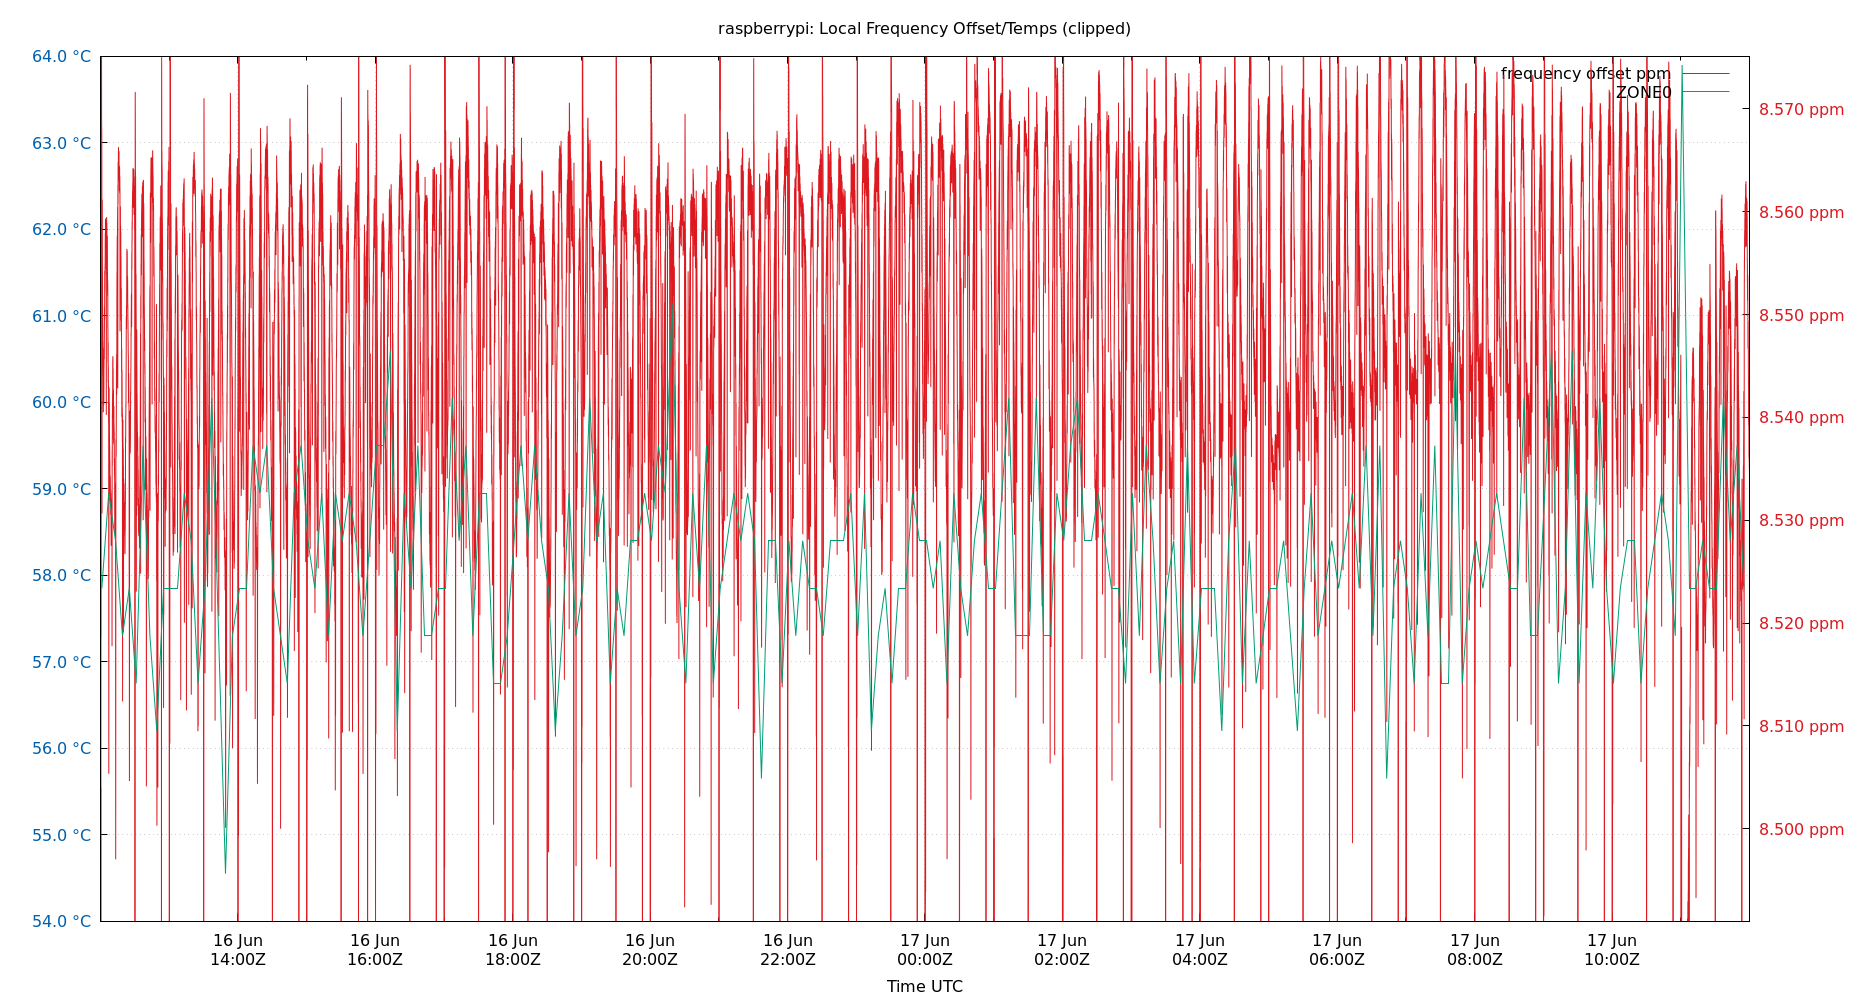 raspberrypi: Local Frequency Offset/Temps (clipped)
frequency offset ppm
ZONE0
64.0 °C
63.0 °C
62.0 °C
61.0 °C
60.0 °C
59.0 °C
58.0 °C
57.0 °C
56.0 °C
55.0 °C
54.0 °C
8.570 ppm
8.560 ppm
8.550 ppm
8.540 ppm
8.530 ppm
8.520 ppm
8.510 ppm
8.500 ppm
16 Jun 16 Jun 16 Jun 16 Jun 16 Jun 17 Jun 17 Jun 17 Jun 17 Jun 17 Jun 17 Jun
14:00Z 16:00Z 18:00Z 20:00Z 22:00Z 00:00Z 02:00Z 04:00Z 06:00Z 08:00Z 10:00Z
Time UTC